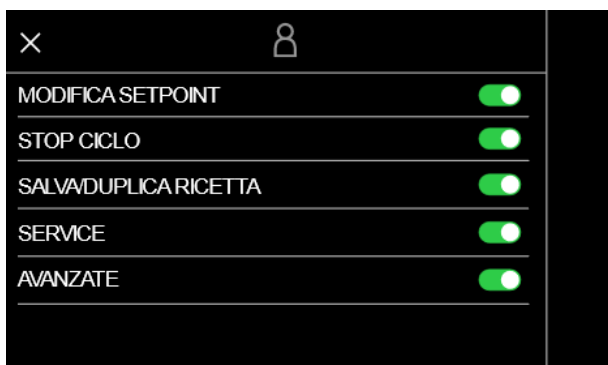 MODIFICA SETPOINT
STOP CICLO
SALVA/DUPLICA RICETTA
SERVICE
AVANZATE